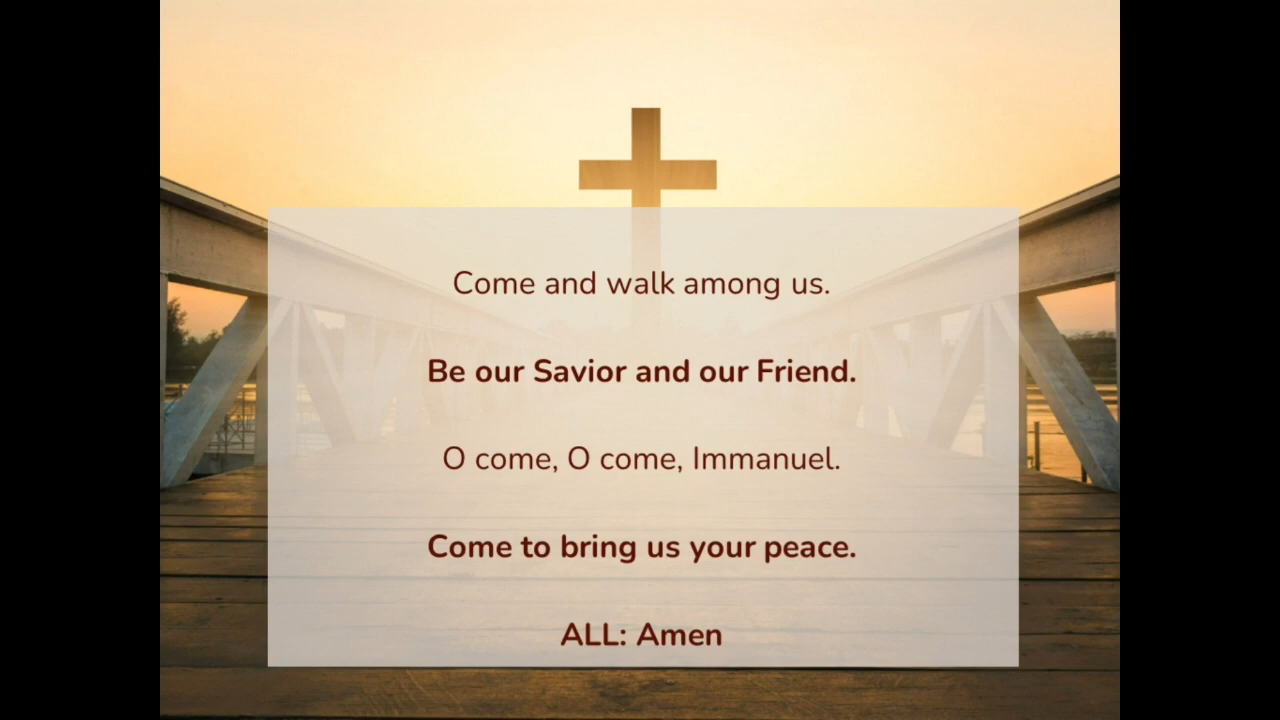 Come and walk among us.
Be our Savior and our Friend.
O come, O come, Immanuel.
Come to bring us your peace.
ALL: Amen